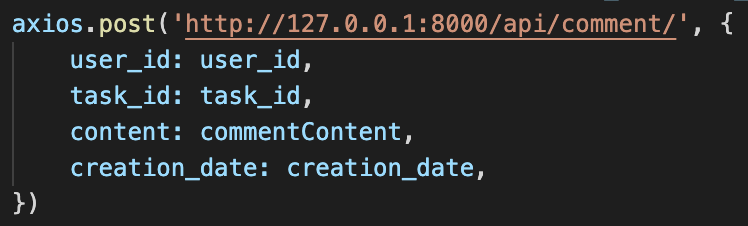 axios.post('http://127.0.0.1:8000/api/comment/', {
    user_id: user_id,
    task_id: task_id,
    content: commentContent,
    creation_date: creation_date,
})